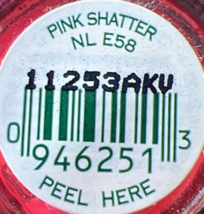 PINK SHATTER
NL E58
11253AKV
0 946251 3
PEEL HERE